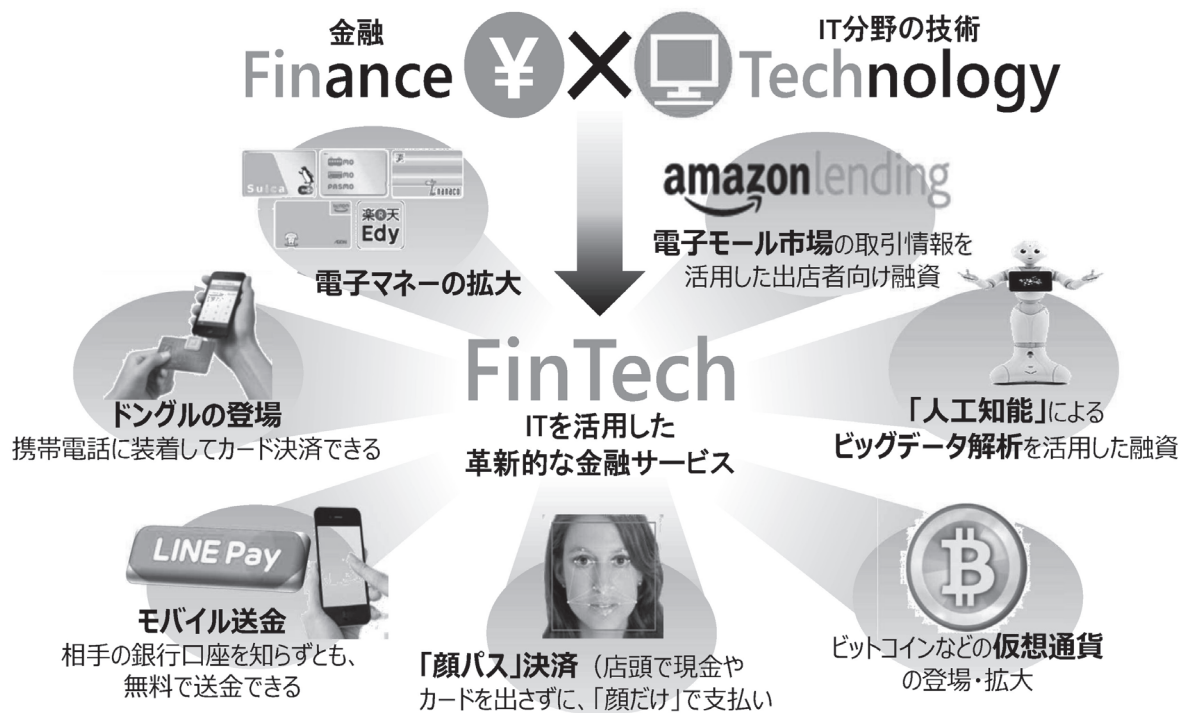 金融
Finance
¥
IT分野の技術
Technology
Suica
PASMO
nanaco
楽天
Edy
電子マネーの拡大
amazon lending
電子モール市場の取引情報を
活用した出店者向け融資
FinTech
ITを活用した
革新的な金融サービス
ドングルの登場
携帯電話に装着してカード決済できる
「人工知能」による
ビッグデータ解析を活用した融資
LINE Pay
モバイル送金
相手の銀行口座を知らずとも、
無料で送金できる
「顔パス」決済（店頭で現金や
カードを出さずに、「顔だけ」で支払い
ビットコインなどの仮想通貨
の登場・拡大